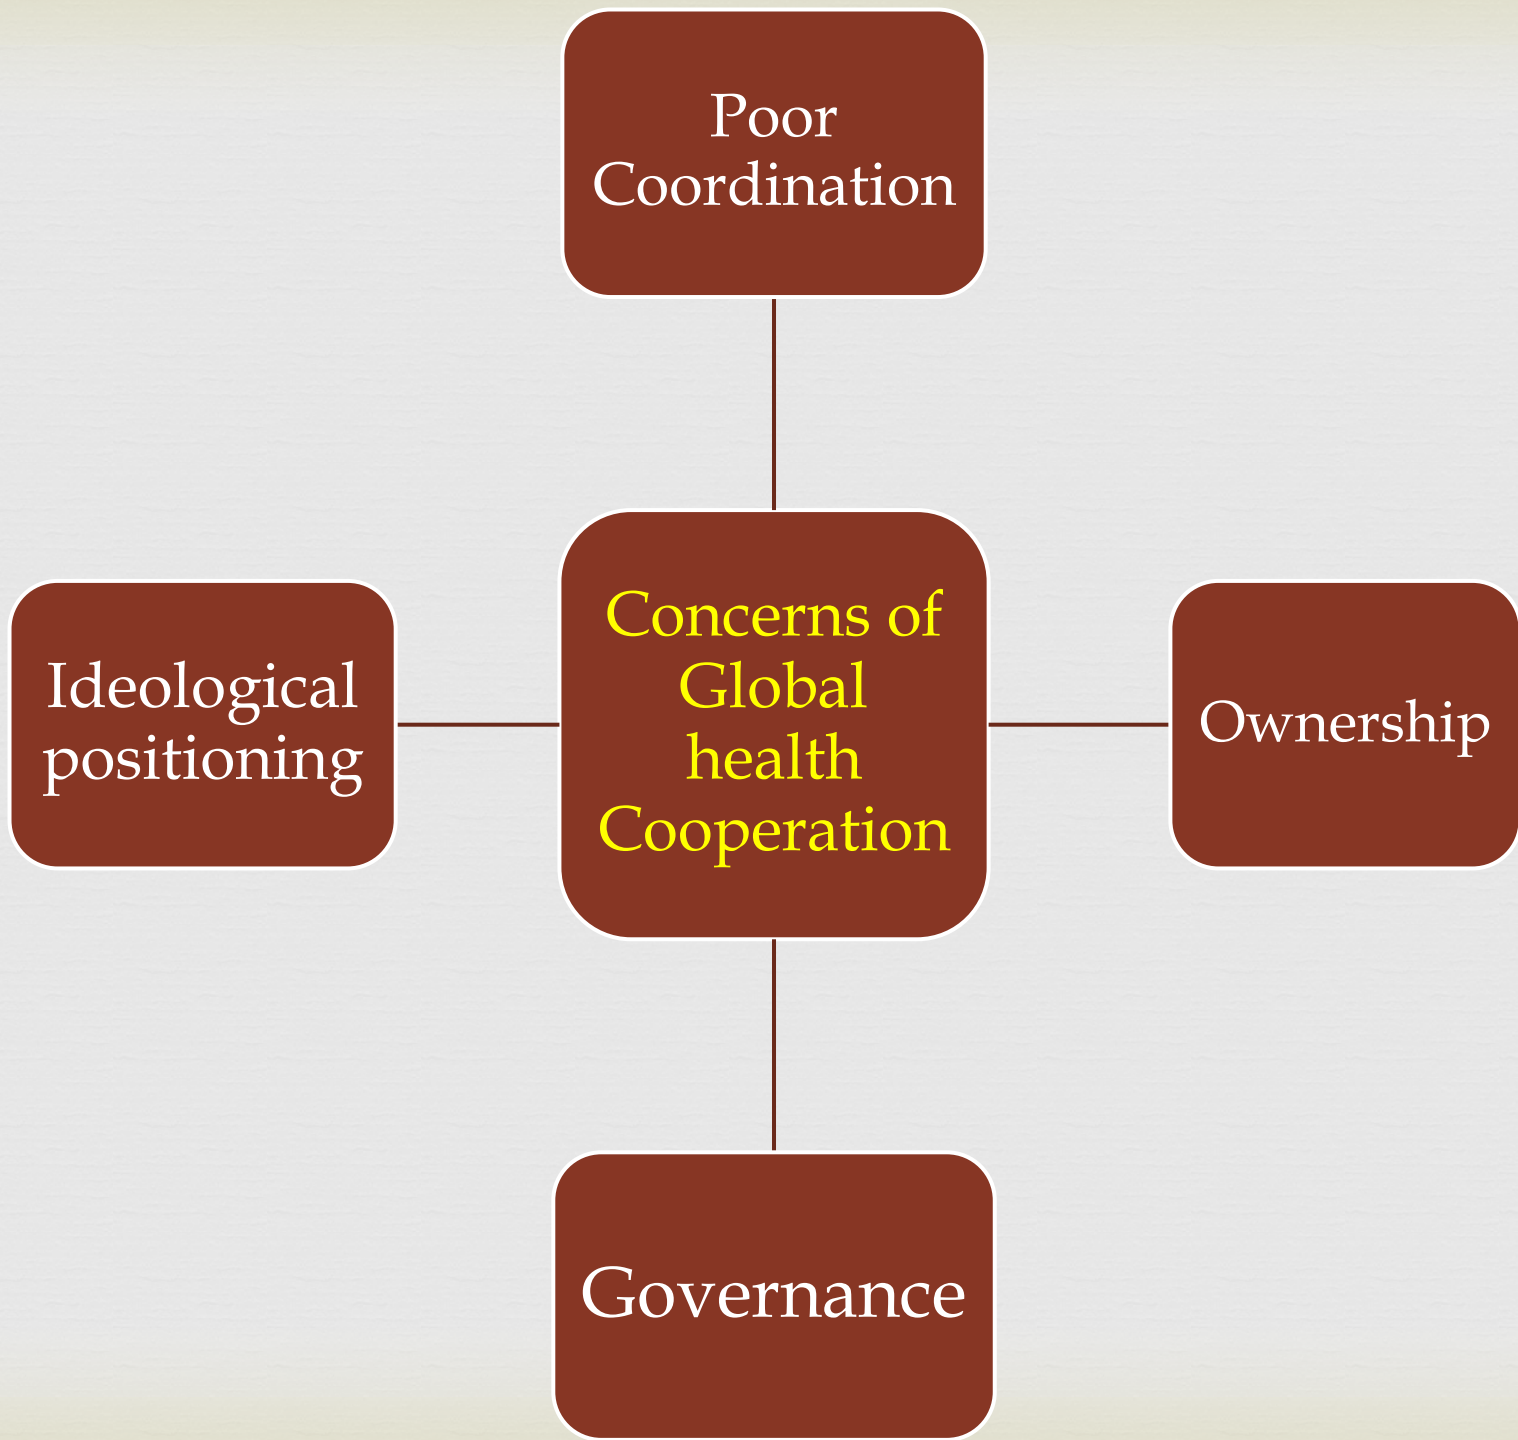 Poor
Coordination
Ideological
positioning
Concerns of
Global
health
Cooperation
Ownership
Governance